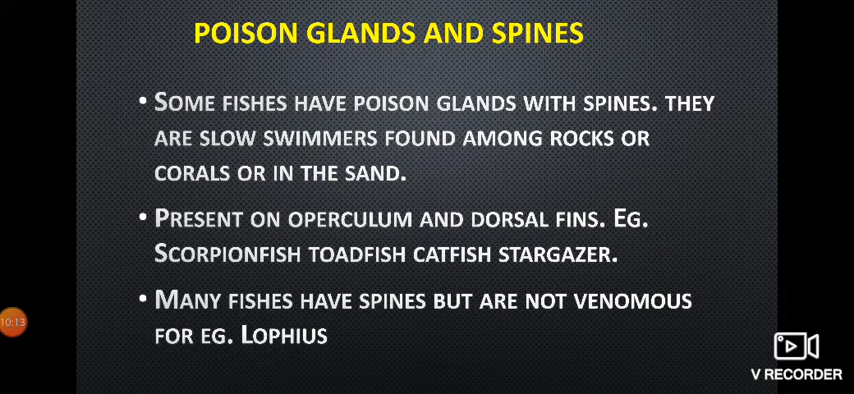 POISON GLANDS AND SPINES
• SOME FISHES HAVE POISON GLANDS WITH SPINES. THEY
ARE SLOW SWIMMERS FOUND AMONG ROCKS OR
CORALS OR IN THE SAND.
• PRESENT ON OPERCULUM AND DORSAL FINS. EG.
SCORPIONFISH TOADFISH CATFISH STARGAZER.
• MANY FISHES HAVE SPINES BUT ARE NOT VENOMOUS
FOR EG. LOPHIUS
10:13
V RECORDER